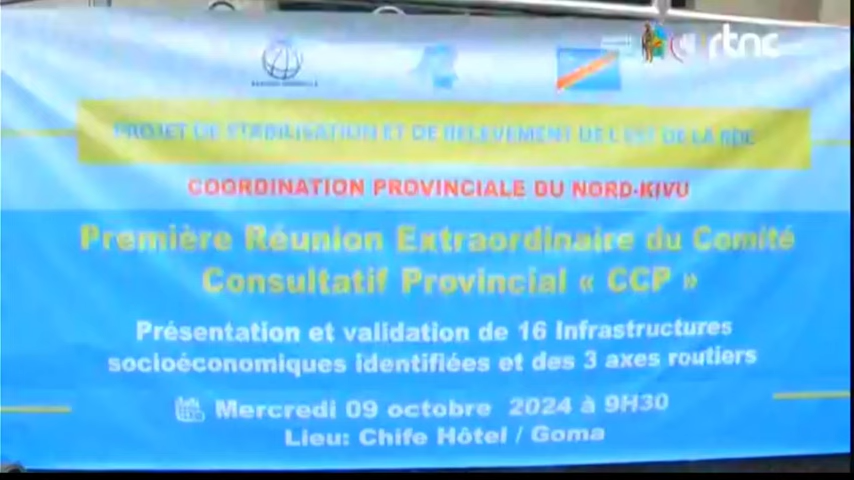 rtnc
BANQUE MONDIALE
PROJET DE STABILISATION ET DE RELEVEMENT DE L'EST DE LA RDC
COORDINATION PROVINCIALE DU NORD-KIVU
Première Réunion Extraordinaire du Comité
Consultatif Provincial « CCP »
Présentation et validation de 16 Infrastructures
socioéconomiques identifiées et des 3 axes routiers
Mercredi 09 octobre 2024 à 9H30
Lieu: Chife Hôtel / Goma